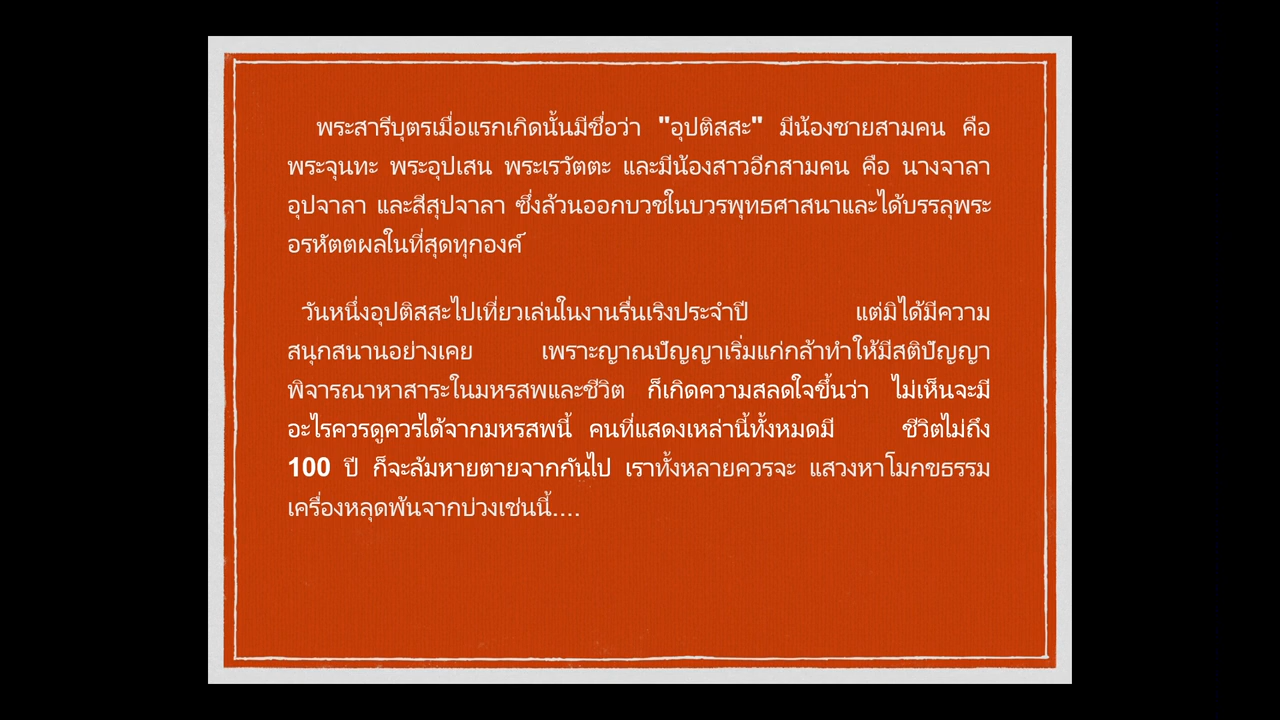 พระสารีบุตรเมื่อแรกเกิดนั้นมีชื่อว่า "อุปติสสะ" มีน้องชายสามคน คือ
พระจุนทะ พระอุปเสน พระเรวัตตะ และมีน้องสาวอีกสามคน คือ นางจาลา
อุปจาลา และสีสุปจาลา ซึ่งล้วนออกบวชในบวรพุทธศาสนาและได้บรรลุพระ
อรหัตตผลในที่สุดทุกองค์
วันหนึ่งอุปติสสะไปเที่ยวเล่นในงานรื่นเริงประจำปี แต่มิได้มีความ
สนุกสนานอย่างเคย เพราะญาณปัญญาเริ่มแก่กล้าทำให้มีสติปัญญา
พิจารณาหาสาระในมหรสพและชีวิต ก็เกิดความสลดใจขึ้นว่า ไม่เห็นจะมี
อะไรควรดูควรได้จากมหรสพนี้ คนที่แสดงเหล่านี้ทั้งหมดมี ชีวิตไม่ถึง
100 ปี ก็จะล้มหายตายจากกันไป เราทั้งหลายควรจะ แสวงหาโมกขธรรม
เครื่องหลุดพ้นจากบ่วงเช่นนี้....